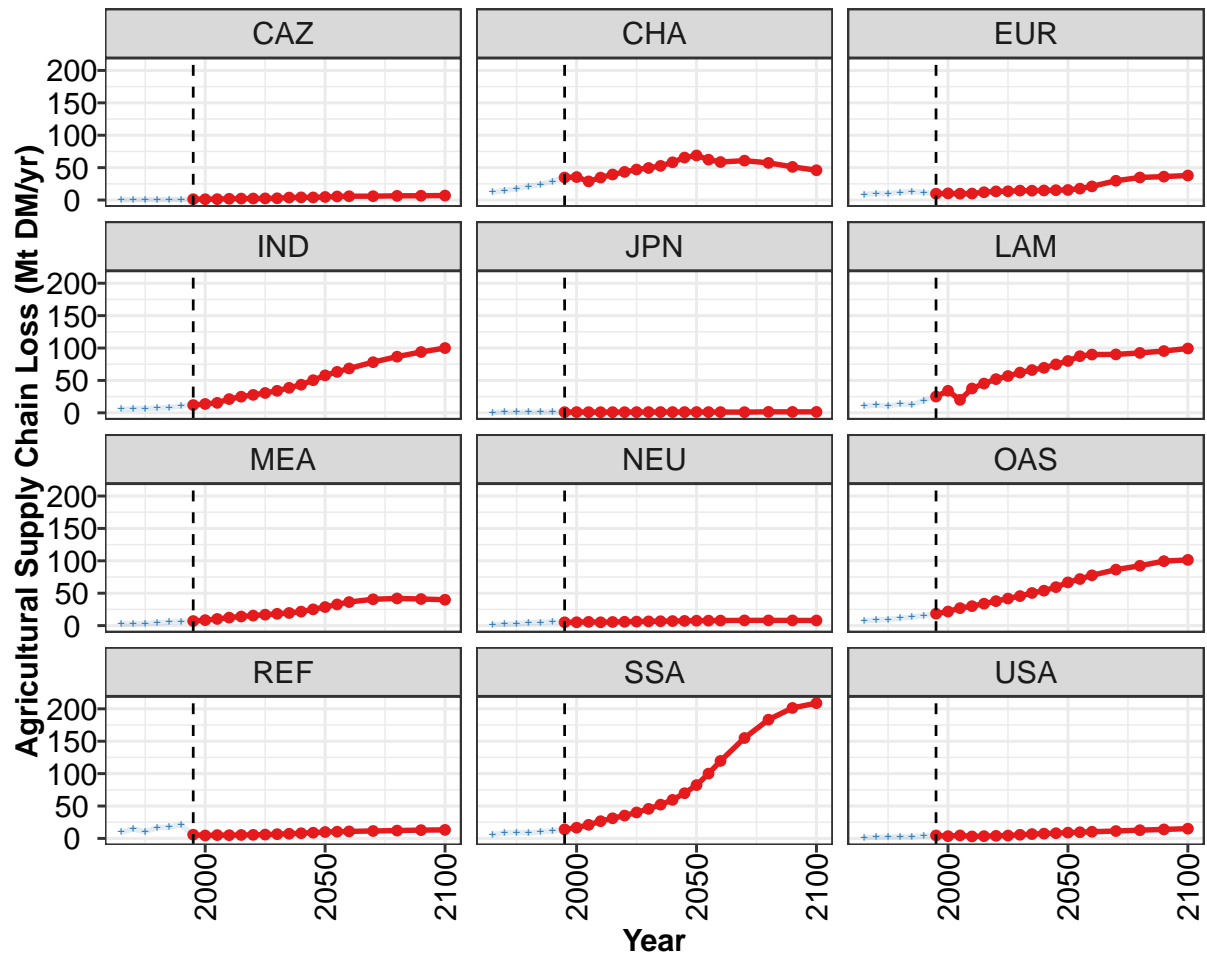 Agricultural Supply Chain Loss (Mt DM/yr)
CAZ CHA EUR
200
150
100
50
0
IND JPN LAM
200
150
100
50
0
MEA NEU OAS
200
150
100
50
0
REF SSA USA
200
150
100
50
0
2000 2050 2100 2000 2050 2100 2000 2050 2100
Year